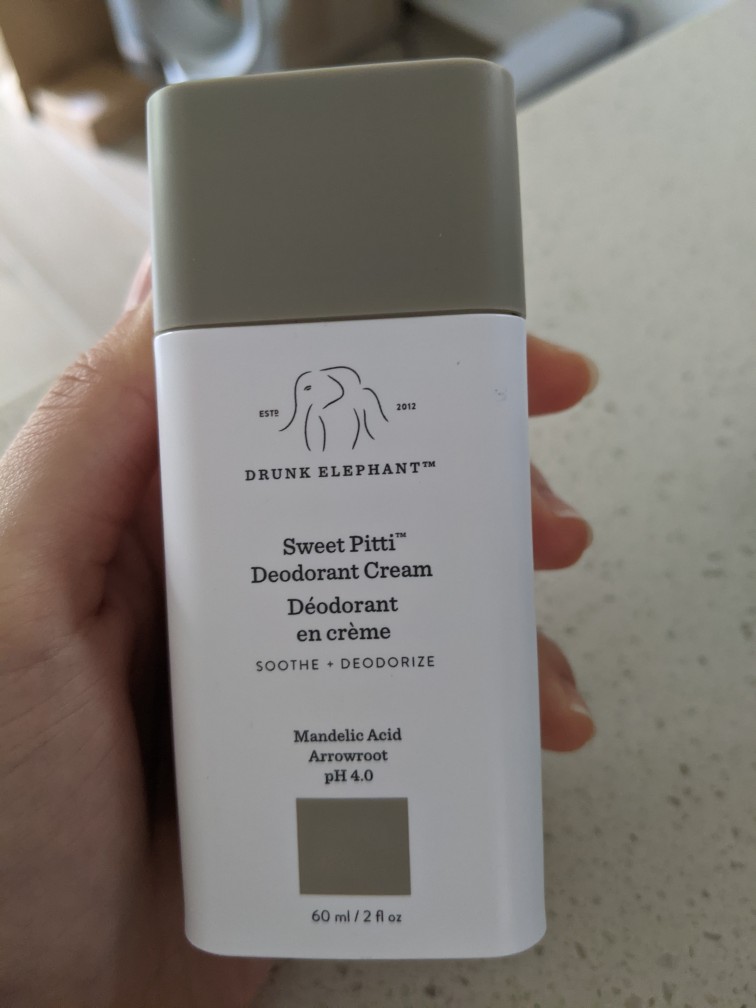 ESTD 2012
DRUNK ELEPHANT™
Sweet Pitti™
Deodorant Cream
Déodorant
en crème
SOOTHE + DEODORIZE
Mandelic Acid
Arrowroot
pH 4.0
60 ml / 2 fl oz